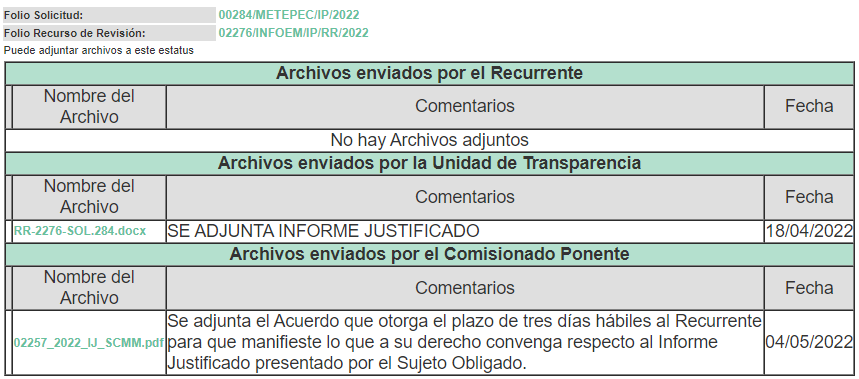 Folio Solicitud: 00284/METEPEC/IP/2022
Folio Recurso de Revisión: 02276/INFOEM/IP/RR/2022
Puede adjuntar archivos a este estatus
Archivos enviados por el Recurrente
Nombre del Archivo Comentarios Fecha
No hay Archivos adjuntos
Archivos enviados por la Unidad de Transparencia
Nombre del Archivo Comentarios Fecha
RR-2276-SOL.284.docx SE ADJUNTA INFORME JUSTIFICADO 18/04/2022
Archivos enviados por el Comisionado Ponente
Nombre del Archivo Comentarios Fecha
02257_2022_IJ_SCMM.pdf Se adjunta el Acuerdo que otorga el plazo de tres días hábiles al Recurrente
para que manifieste lo que a su derecho convenga respecto al Informe
Justificado presentado por el Sujeto Obligado. 04/05/2022